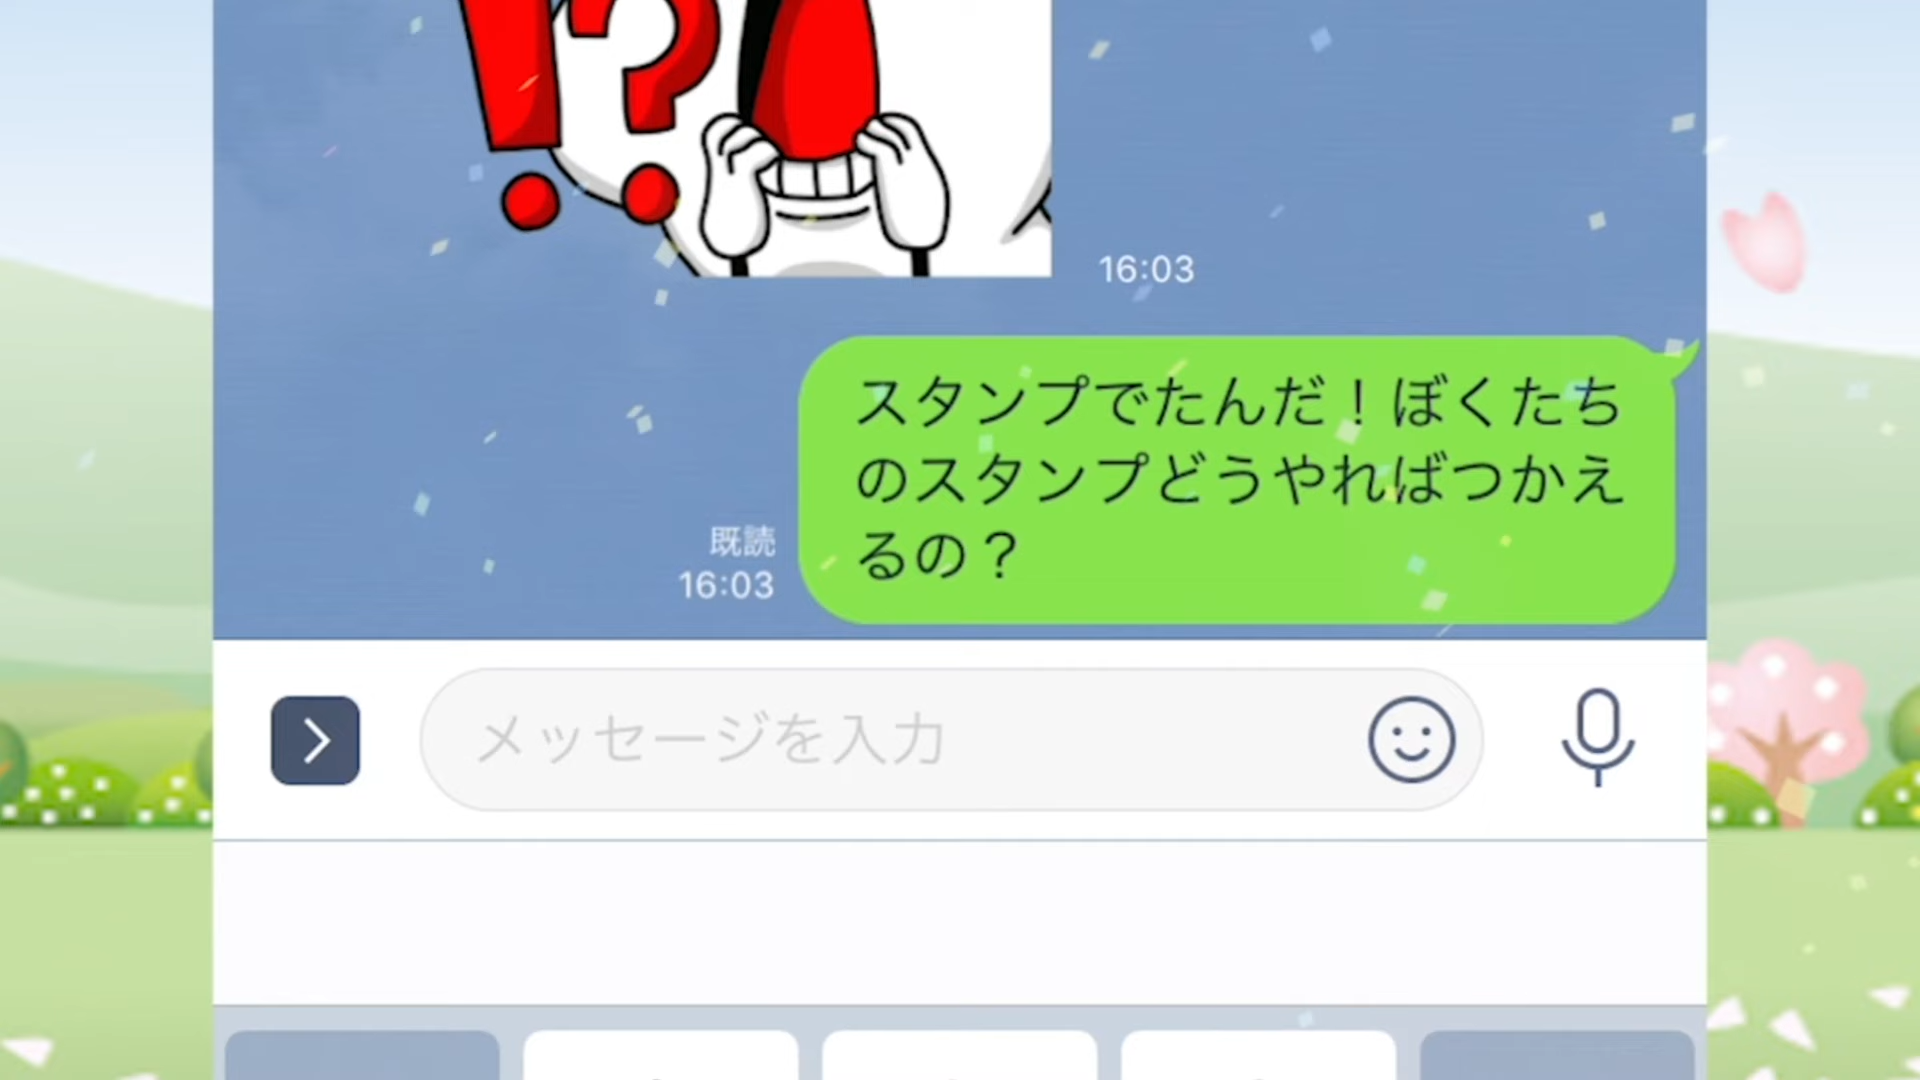 !?
16:03
スタンプでたんだ！ぼくたち
のスタンプどうやればつかえ
るの？
既読
16:03
メッセージを入力